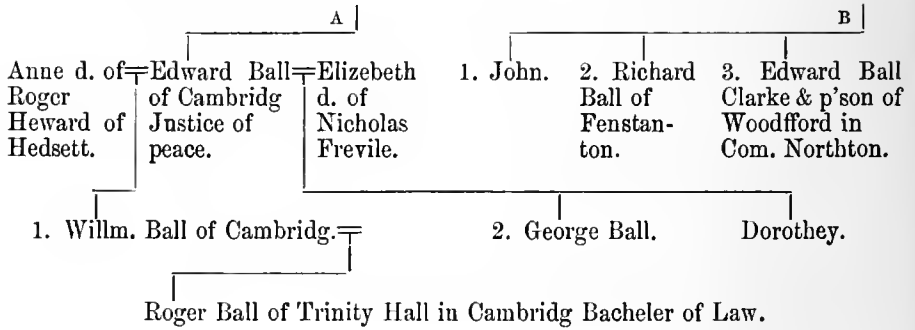 A B
Anne d. of Edward Ball Elizebeth 1. John. 2. Richard 3. Edward Ball
Roger of Cambridg d. of Ball of Clarke & p'son of
Heward of Justice of Nicholas Fenstan- Woodfford in
Hedsett. peace. Frevile. ton. Com. Northton.
1. Willm. Ball of Cambridg. 2. George Ball. Dorothey.
Roger Ball of Trinity Hall in Cambridg Bacheler of Law.